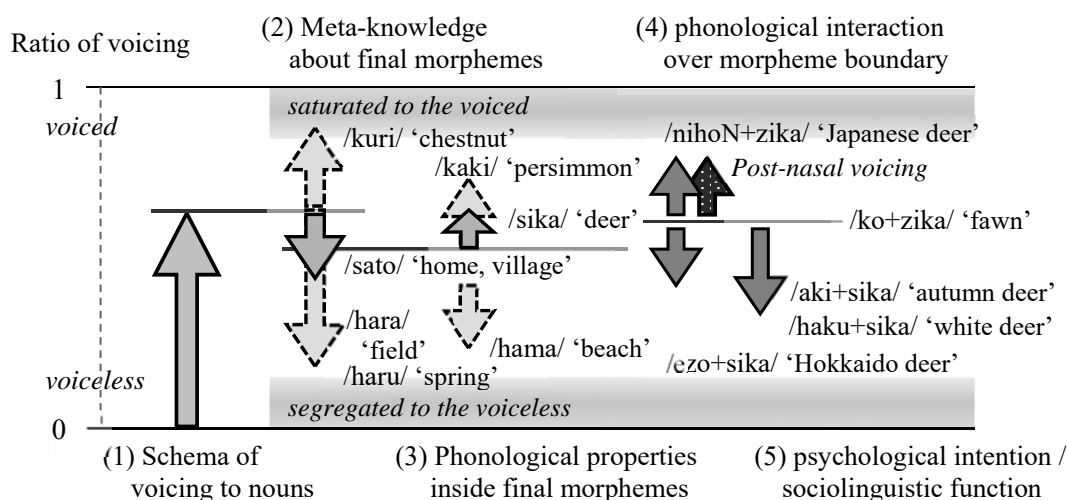 (2) Meta-knowledge
about final morphemes
(4) phonological interaction
over morpheme boundary
Ratio of voicing
1
voiced
saturated to the voiced
/kuri/ ‘chestnut’
/kaki/ ‘persimmon’
/nihoN+zika/ ‘Japanese deer’
Post-nasal voicing
/sika/ ‘deer’
/ko+zika/ ‘fawn’
/sato/ ‘home, village’
/aki+sika/ ‘autumn deer’
/haku+sika/ ‘white deer’
/hara/
‘field’
/haru/ ‘spring’
/hama/ ‘beach’
/ezo+sika/ ‘Hokkaido deer’
voiceless
segregated to the voiceless
0
(1) Schema of
voicing to nouns
(3) Phonological properties
inside final morphemes
(5) psychological intention /
sociolinguistic function